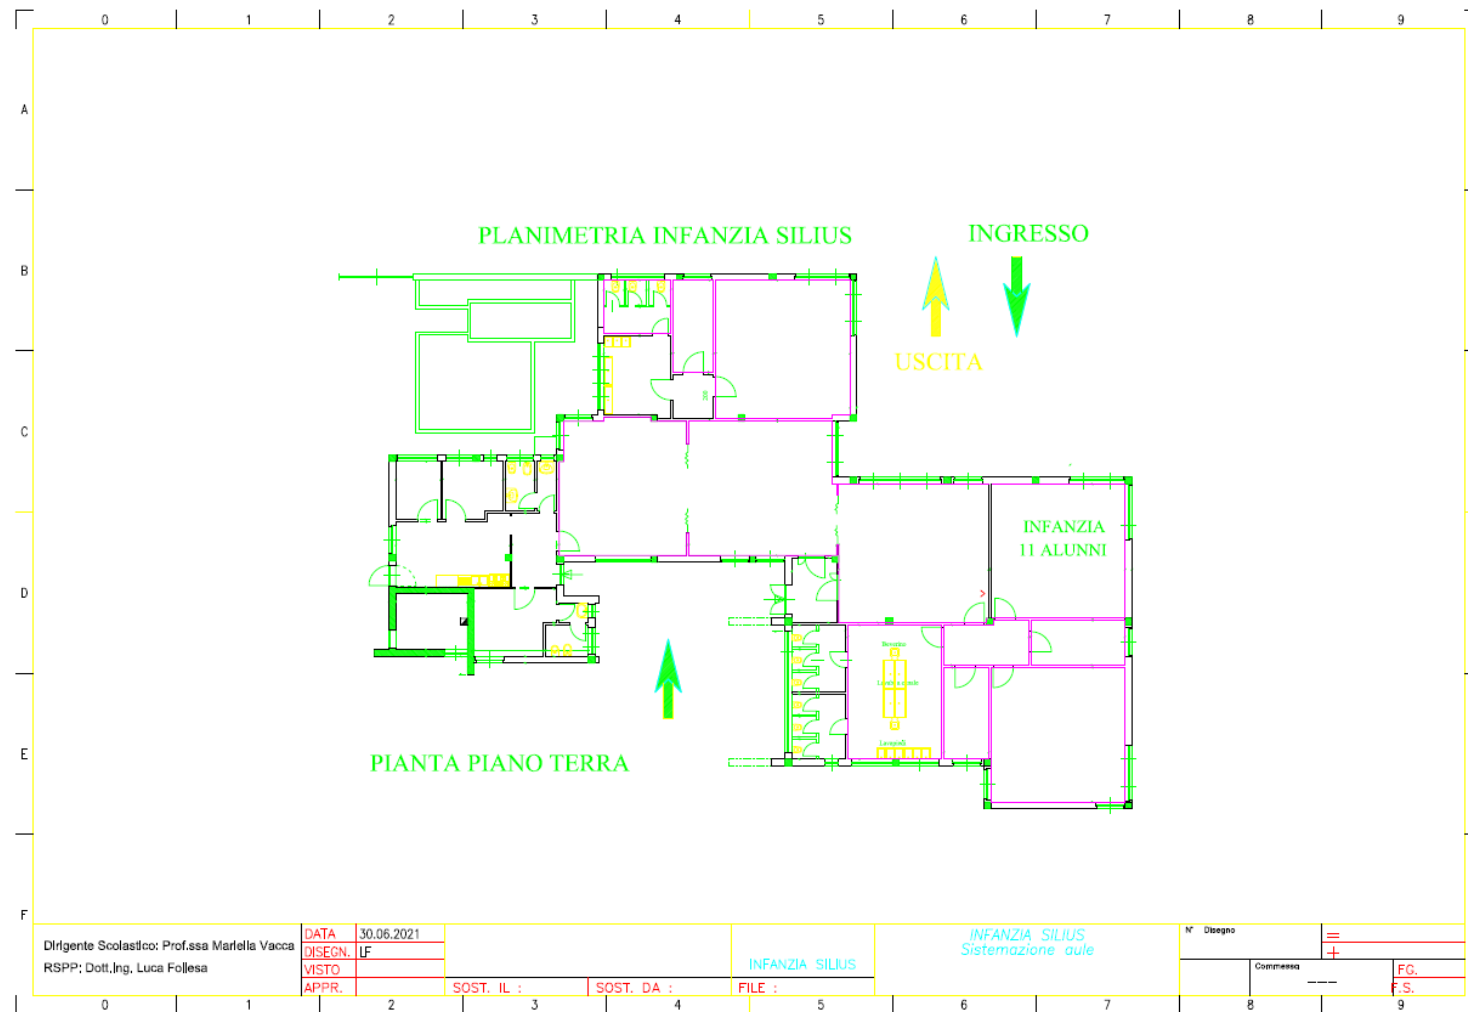 0 1 2 3 4 5 6 7 8 9
A
B
C
D
E
F
PLANIMETRIA INFANZIA SILIUS
INGRESSO
USCITA
INFANZIA
11 ALUNNI
PIANTA PIANO TERRA
Dirigente Scolastico: Prof.ssa Mariella Vacca
RSPP: Dott.Ing. Luca Follesa
DATA 30.06.2021
DISEGN. LF
VISTO
APPR.
SOST. IL :
SOST. DA :
INFANZIA SILIUS
FILE :
INFANZIA SILIUS
Sistemazione aule
N° Disegno
=
+
Commessa
---
FG.
F.S.
0 1 2 3 4 5 6 7 8 9